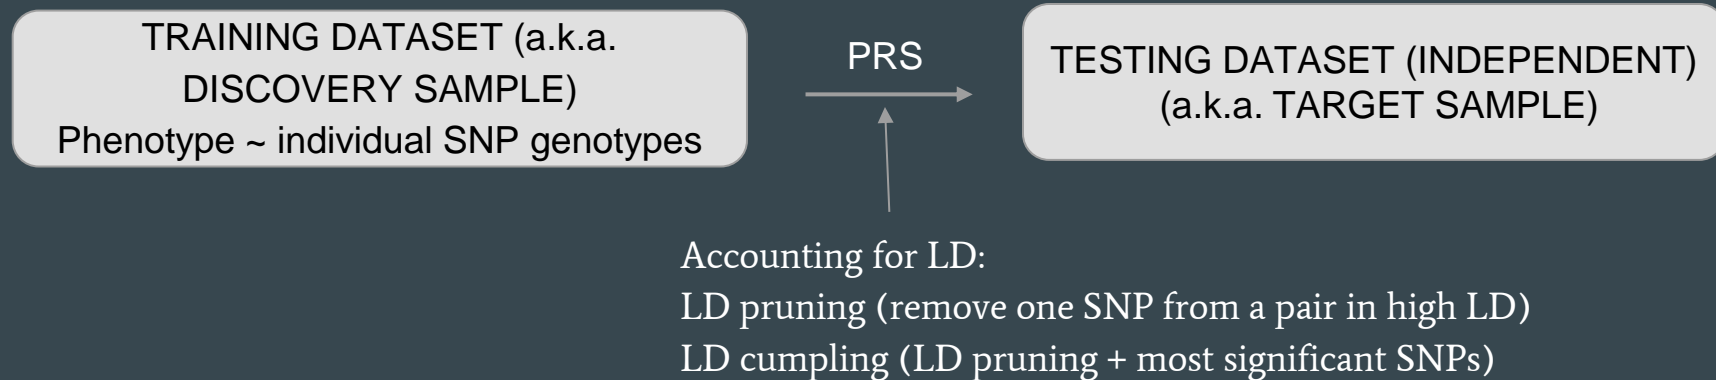 TRAINING DATASET (a.k.a.
DISCOVERY SAMPLE)
Phenotype ~ individual SNP genotypes
PRS
TESTING DATASET (INDEPENDENT)
(a.k.a. TARGET SAMPLE)
Accounting for LD:
LD pruning (remove one SNP from a pair in high LD)
LD cumpling (LD pruning + most significant SNPs)